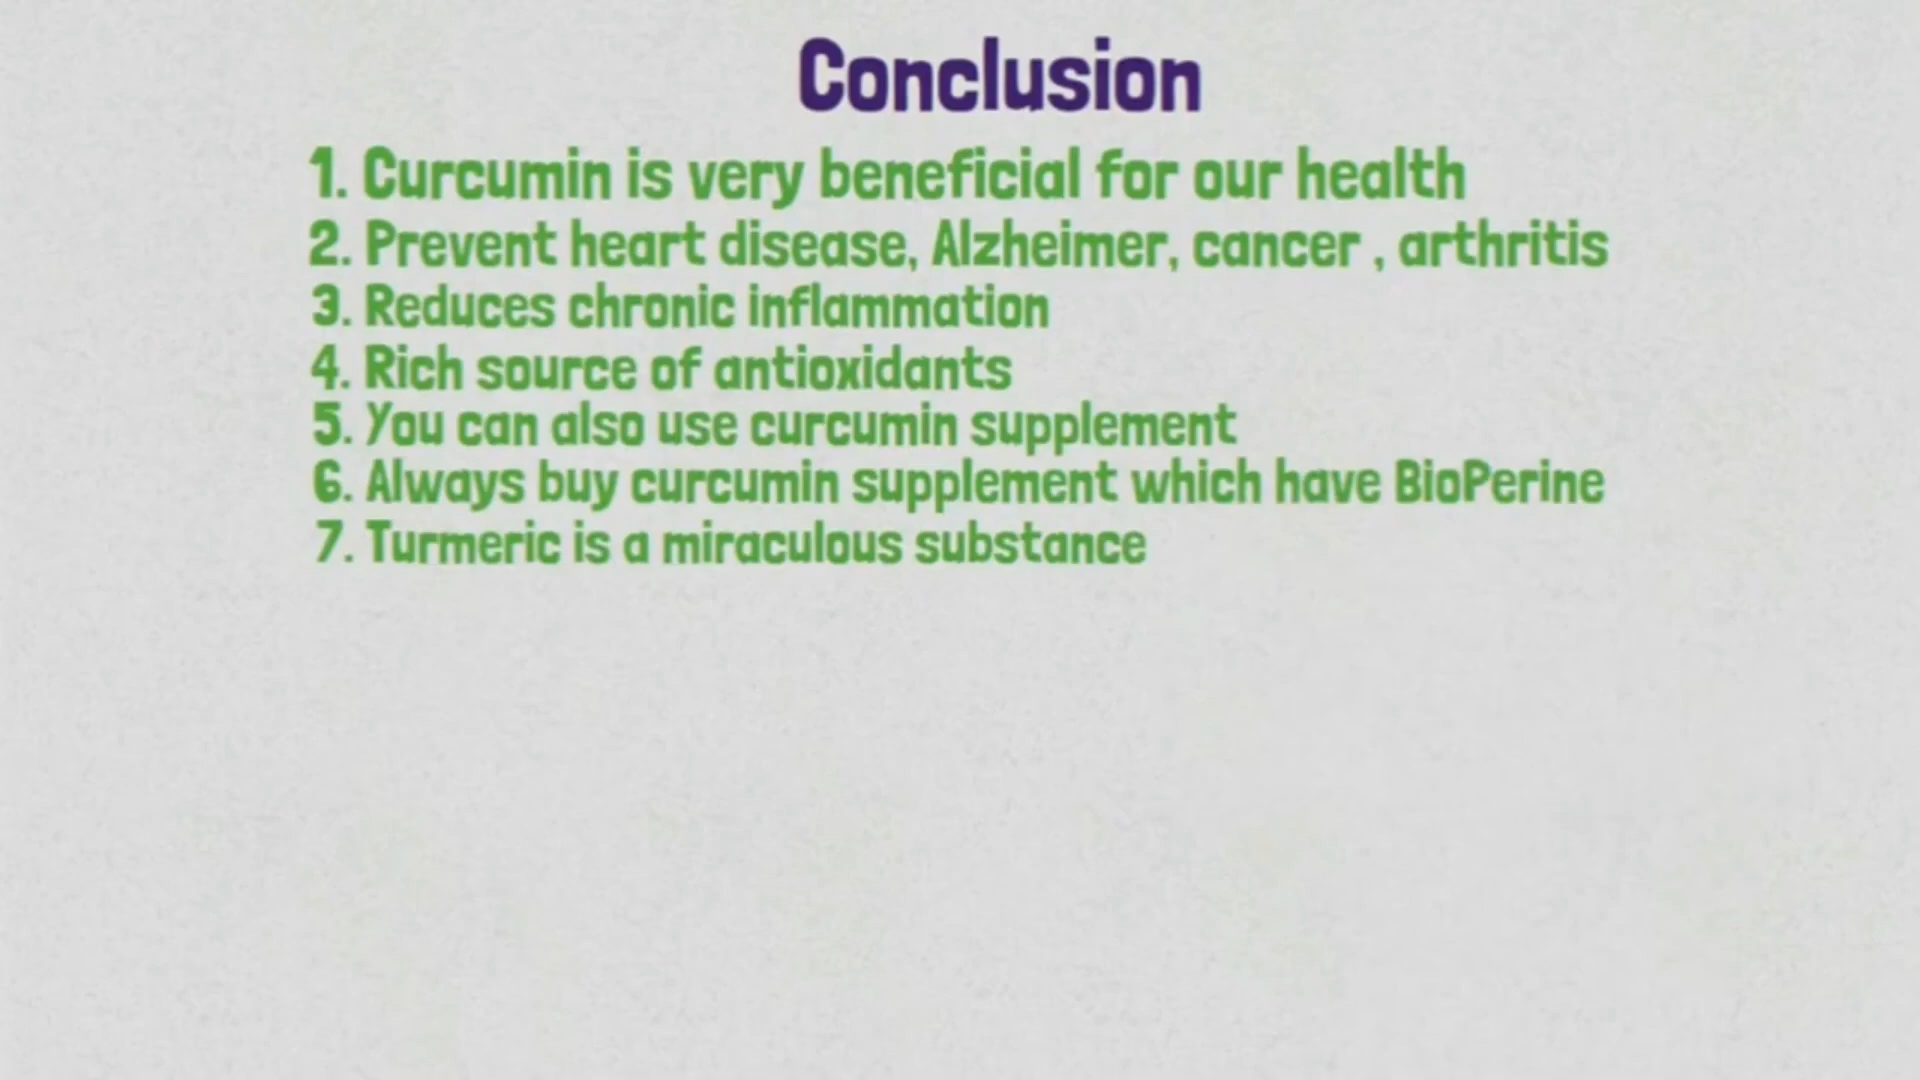 Conclusion
1. Curcumin is very beneficial for our health
2. Prevent heart disease, Alzheimer, cancer , arthritis
3. Reduces chronic inflammation
4. Rich source of antioxidants
5. You can also use curcumin supplement
6. Always buy curcumin supplement which have BioPerine
7. Turmeric is a miraculous substance